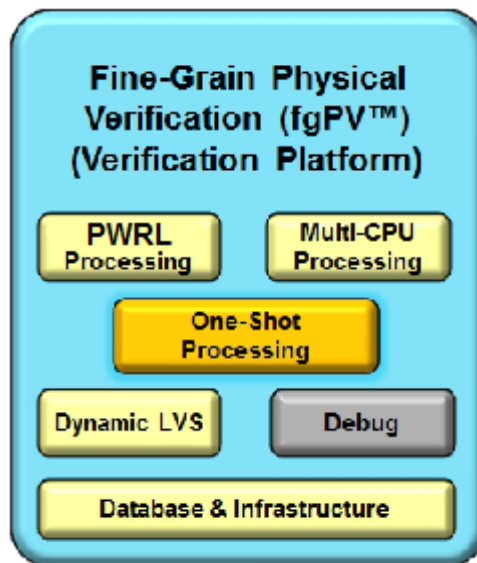 Fine-Grain Physical
Verification (fgPV™)
(Verification Platform)
PWRL
Processing
Multi-CPU
Processing
One-Shot
Processing
Dynamic LVS
Debug
Database & Infrastructure